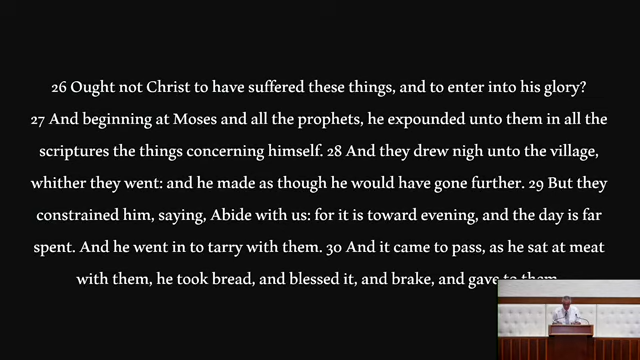 26 Ought not Christ to have suffered these things, and to enter into his glory?
27 And beginning at Moses and all the prophets, he expounded unto them in all the
scriptures the things concerning himself. 28 And they drew nigh unto the village,
whither they went: and he made as though he would have gone further. 29 But they
constrained him, saying, Abide with us: for it is toward evening, and the day is far
spent. And he went in to tarry with them. 30 And it came to pass, as he sat at meat
with them, he took bread, and blessed it, and brake, and gave to them